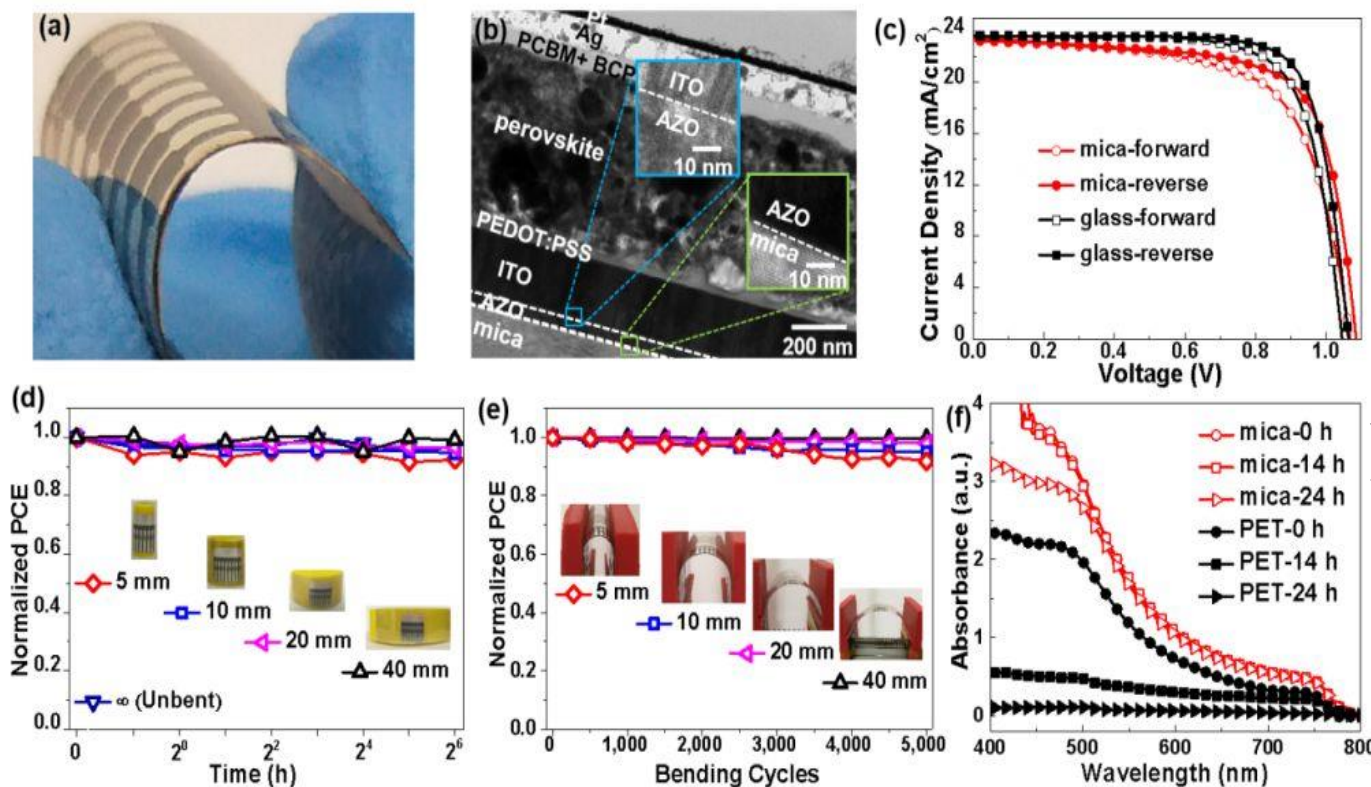 (a)
(b)
Pt
Ag
PCBM+ BCP
perovskite
PEDOT:PSS
ITO
AZO
mica
ITO
AZO
10 nm
AZO
mica
10 nm
200 nm
(c)
24
20
16
12
8
4
0
Current Density (mA/cm²)
mica-forward
mica-reverse
glass-forward
glass-reverse
0.0 0.2 0.4 0.6 0.8 1.0
Voltage (V)
(d)
1.0
0.8
0.6
0.4
0.2
0.0
Normalized PCE
5 mm
10 mm
20 mm
40 mm
∞ (Unbent)
0 2⁰ 2² 2⁴ 2⁶
Time (h)
(e)
1.0
0.8
0.6
0.4
0.2
0.0
Normalized PCE
5 mm
10 mm
20 mm
40 mm
0 1,000 2,000 3,000 4,000 5,000
Bending Cycles
(f)
4
3
2
1
0
Absorbance (a.u.)
mica-0 h
mica-14 h
mica-24 h
PET-0 h
PET-14 h
PET-24 h
400 500 600 700 800
Wavelength (nm)